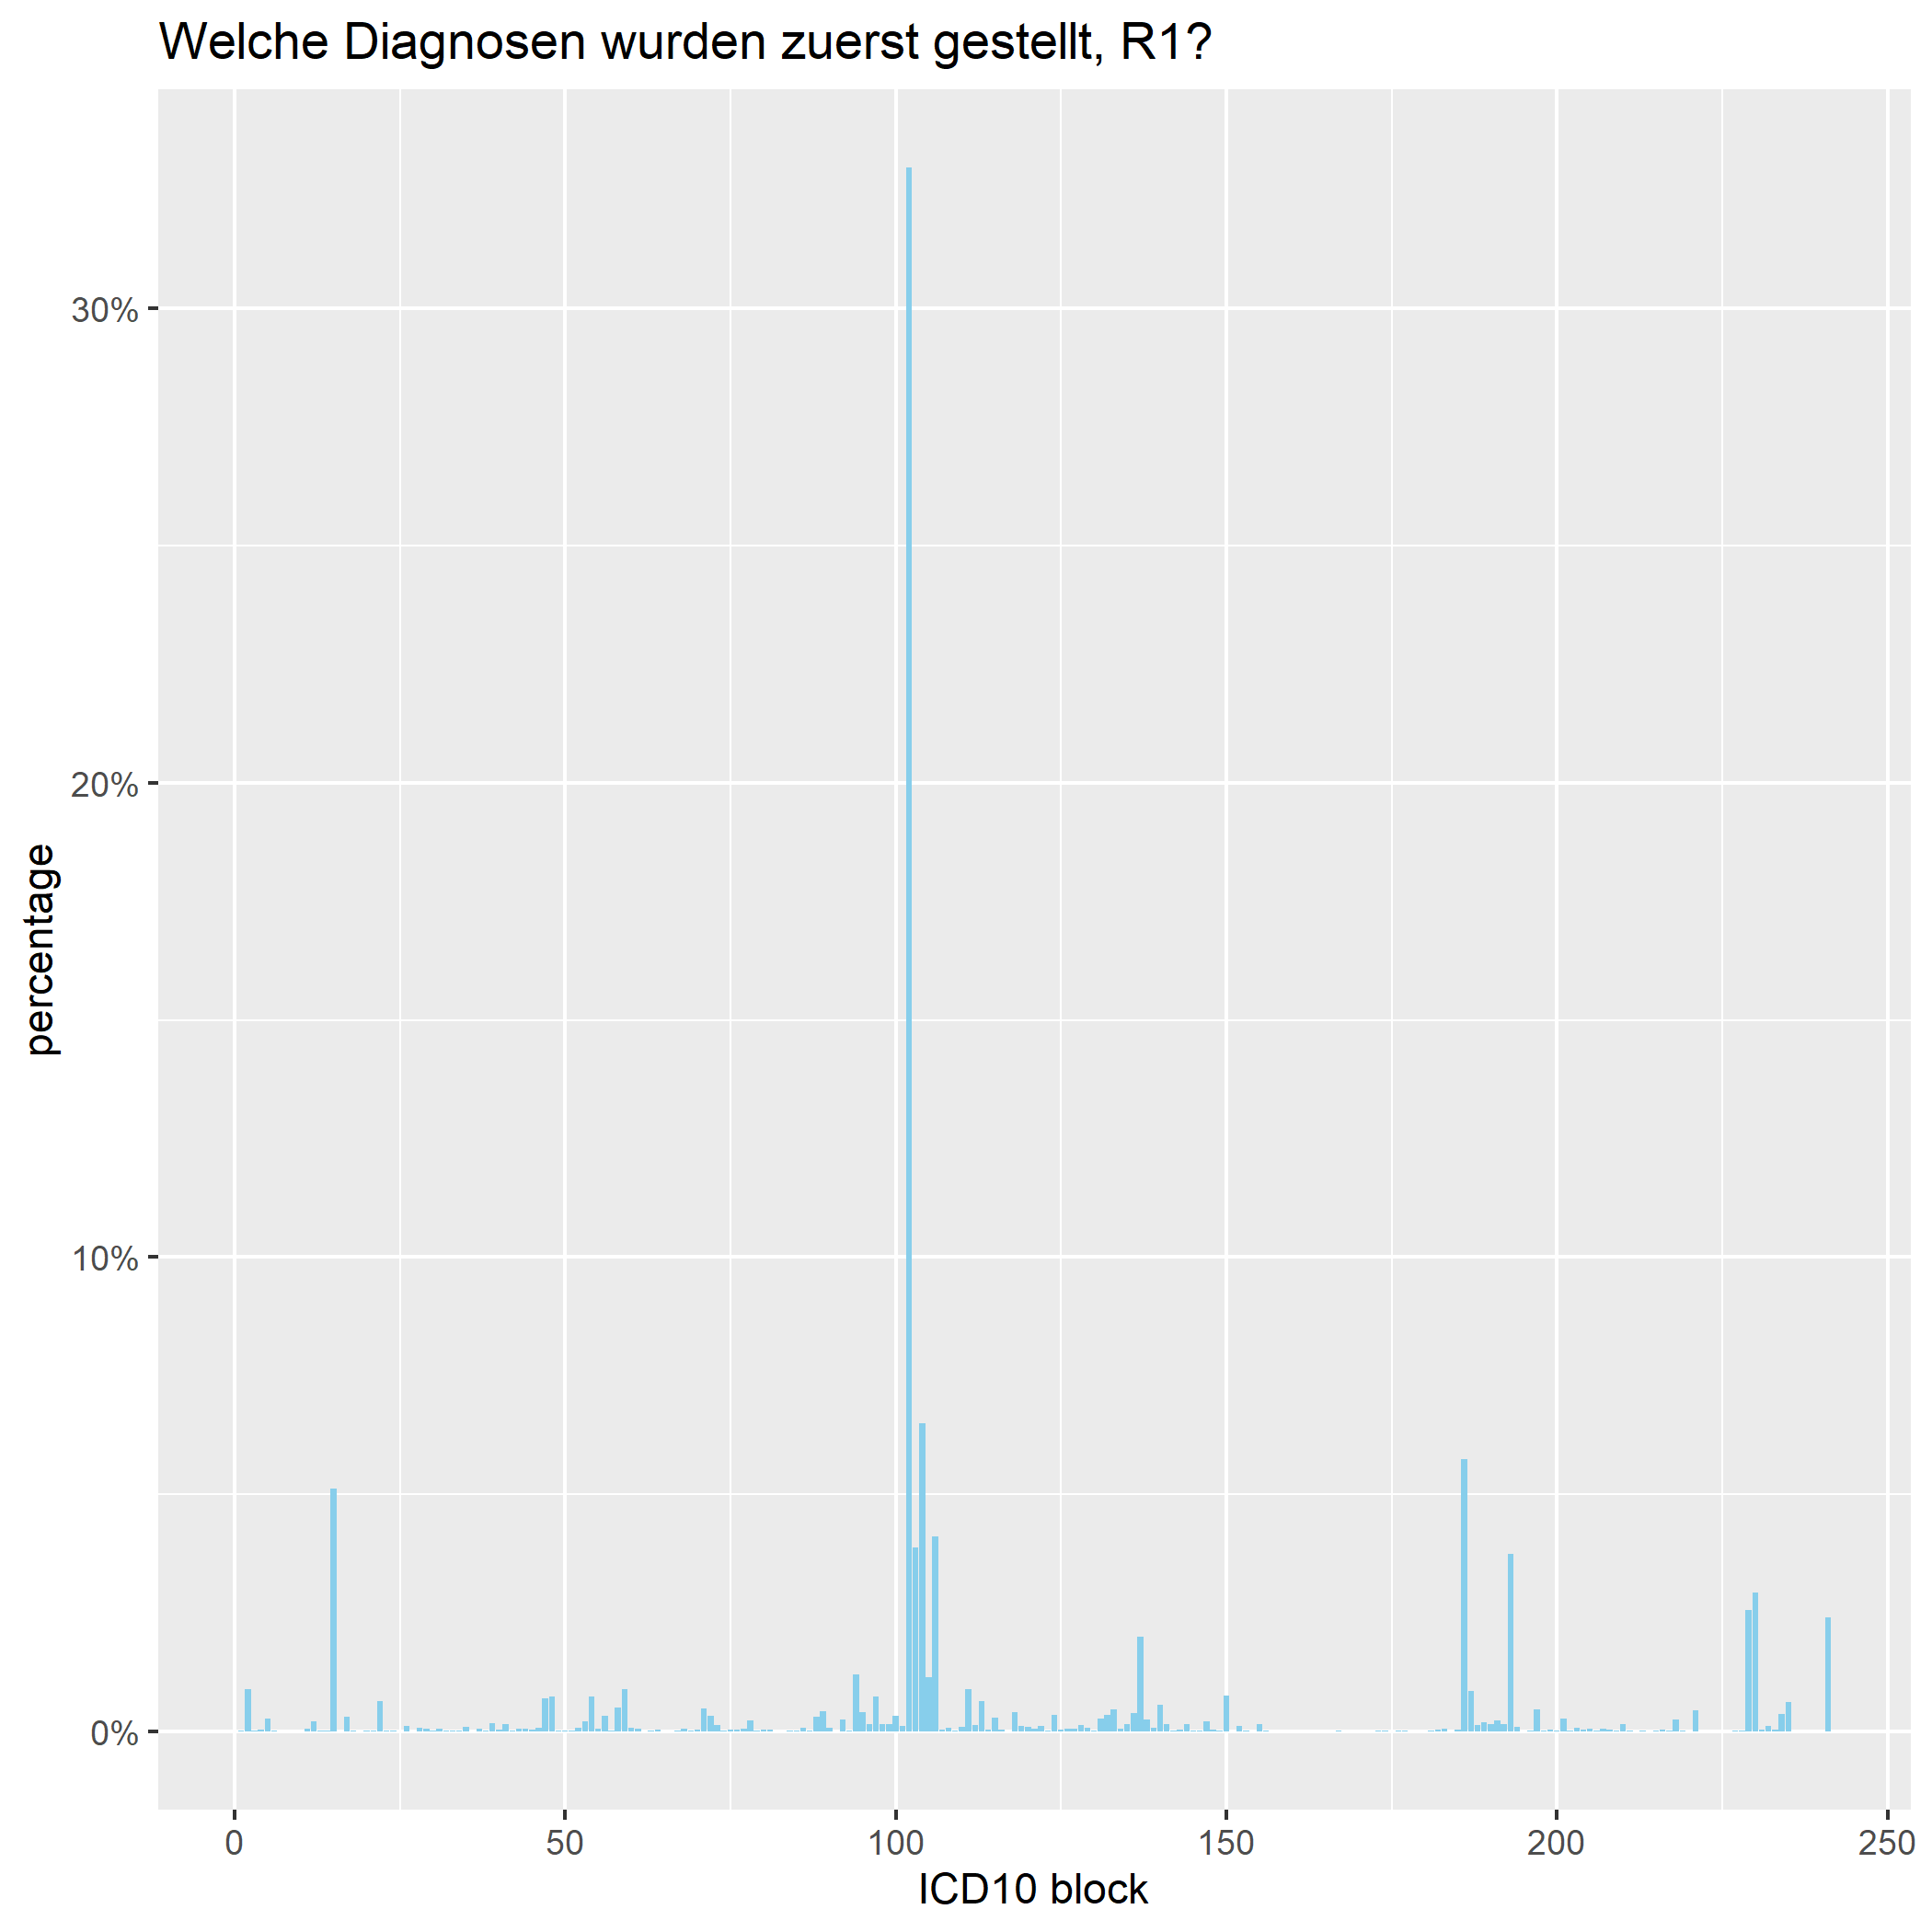 Welche Diagnosen wurden zuerst gestellt, R1?
percentage
30%
20%
10%
0%
0 50 100 150 200 250
ICD10 block